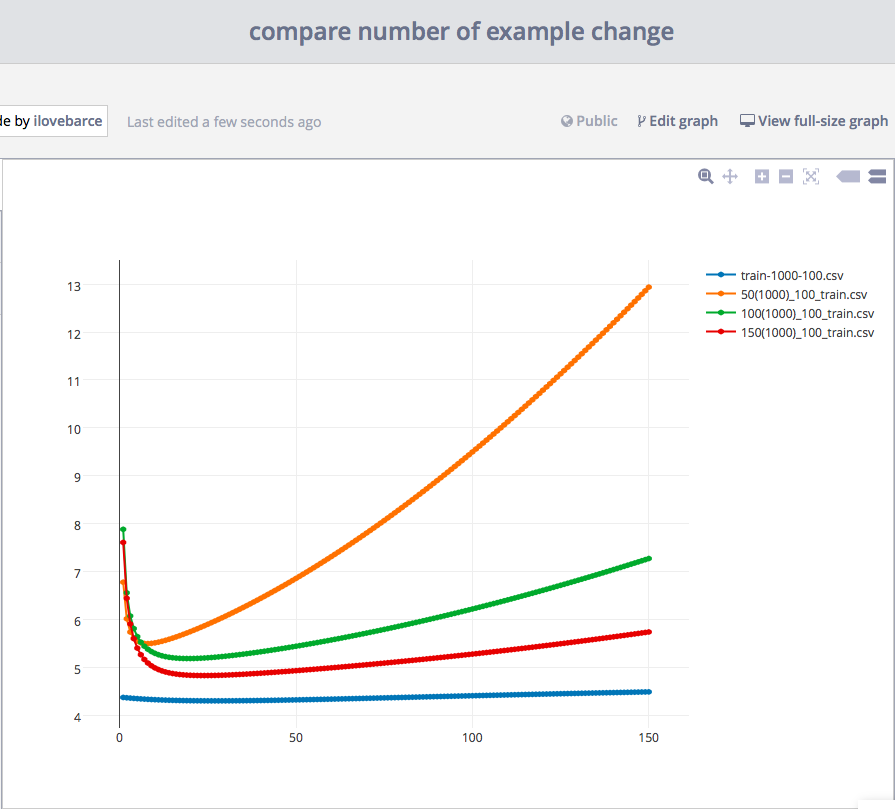 compare number of example change
de by ilovebarce
Last edited a few seconds ago
Public
Edit graph
View full-size graph
train-1000-100.csv
50(1000)_100_train.csv
100(1000)_100_train.csv
150(1000)_100_train.csv
13
12
11
10
9
8
7
6
5
4
0 50 100 150